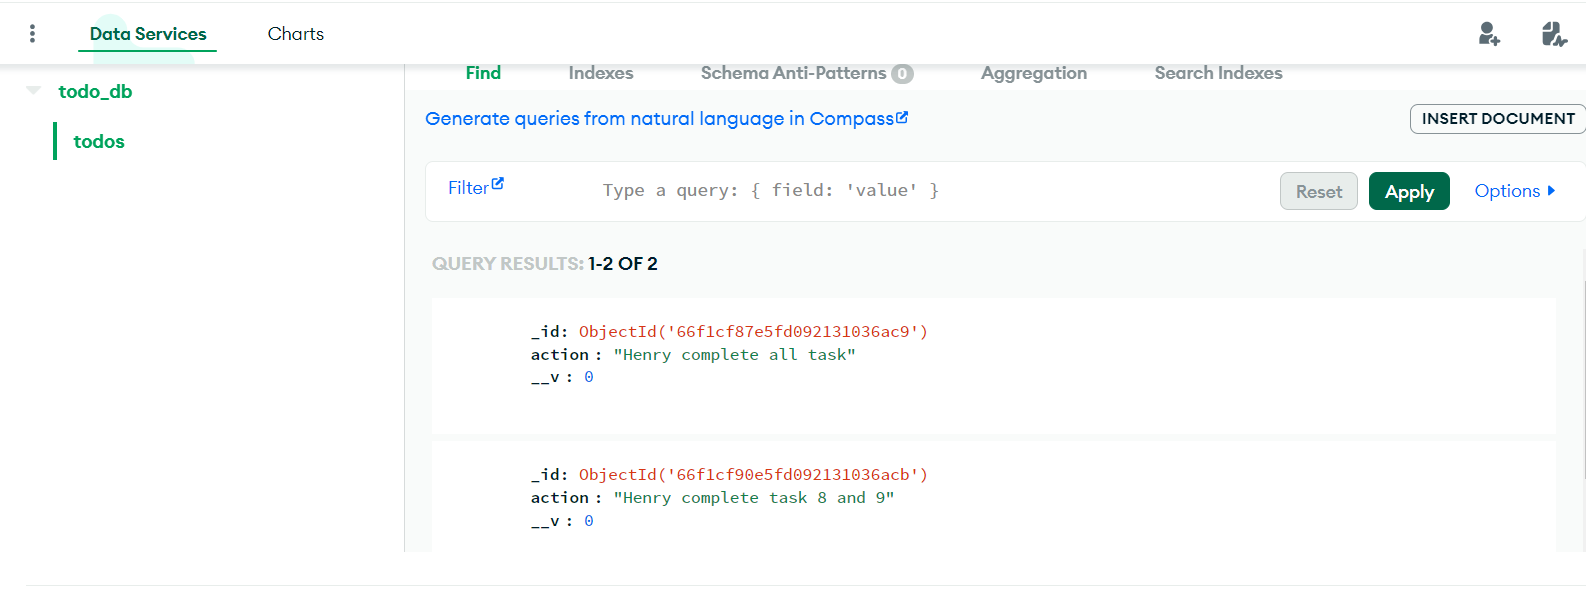 Data Services Charts
todo_db
todos
Find Indexes Schema Anti-Patterns 0 Aggregation Search Indexes
Generate queries from natural language in Compass
INSERT DOCUMENT
Filter Type a query: { field: 'value' } Reset Apply Options
QUERY RESULTS: 1-2 OF 2
_id: ObjectId('66f1cf87e5fd092131036ac9')
action : "Henry complete all task"
__v : 0
_id: ObjectId('66f1cf90e5fd092131036acb')
action : "Henry complete task 8 and 9"
__v : 0